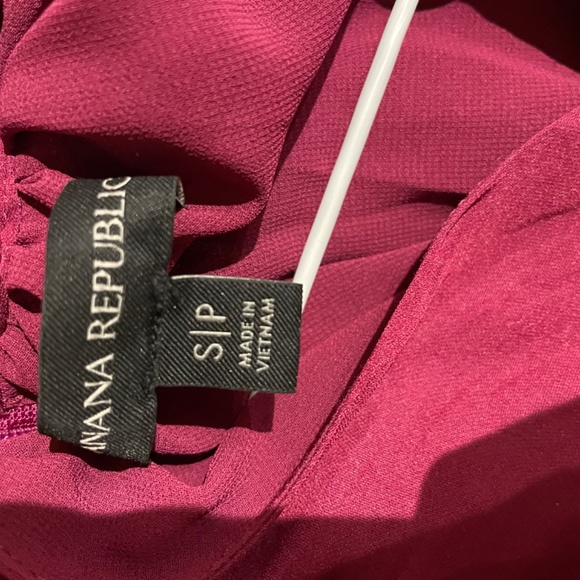 ANANA REPUBLIC
S|P
MADE IN
VIETNAM